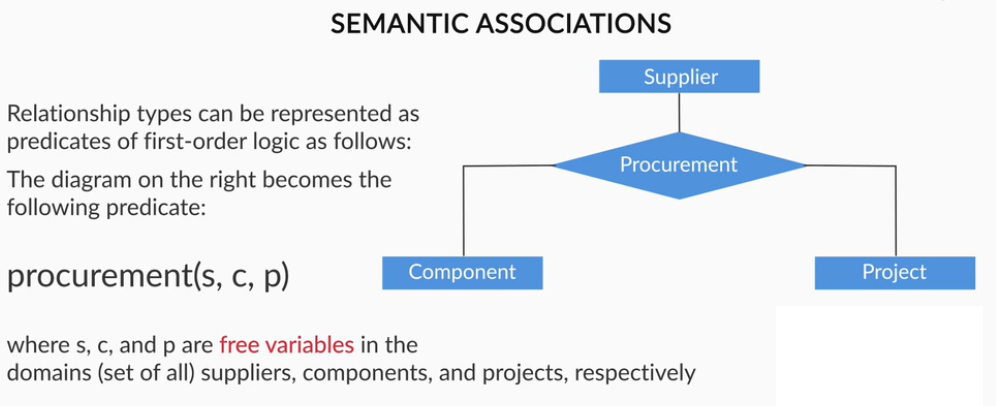 SEMANTIC ASSOCIATIONS
Relationship types can be represented as
predicates of first-order logic as follows:
The diagram on the right becomes the
following predicate:
procurement(s, c, p)
where s, c, and p are free variables in the
domains (set of all) suppliers, components, and projects, respectively
Supplier
Procurement
Component
Project